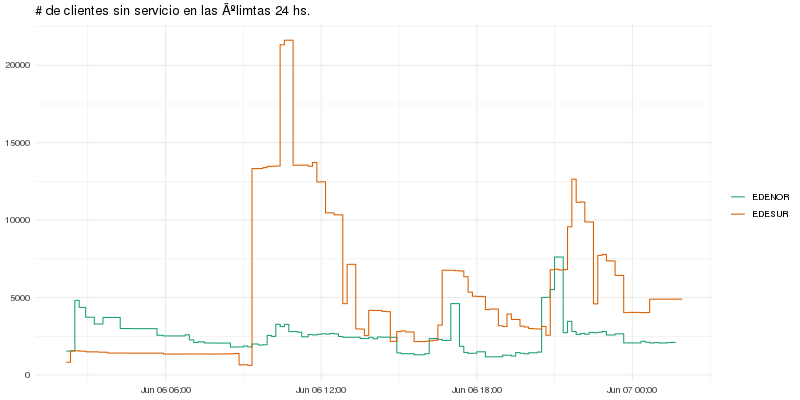 # de clientes sin servicio en las Ãºlimtas 24 hs.
20000
15000
10000
5000
0
Jun 06 06:00
Jun 06 12:00
Jun 06 18:00
Jun 07 00:00
EDENOR
EDESUR